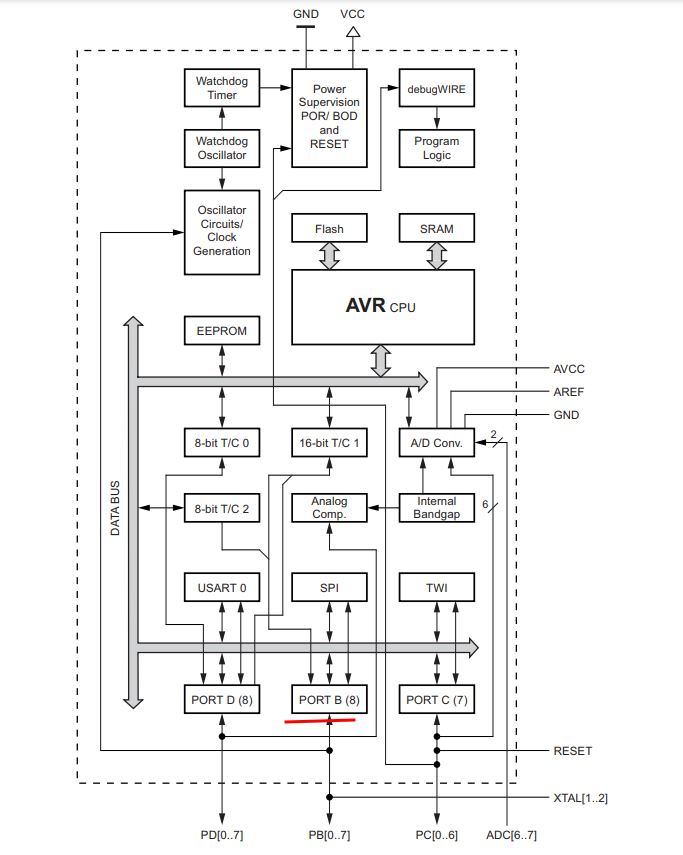 GND
VCC
Watchdog
Timer
Power
Supervision
POR/ BOD
and
RESET
debugWIRE
Watchdog
Oscillator
Program
Logic
Oscillator
Circuits/
Clock
Generation
Flash
SRAM
AVR CPU
EEPROM
AVCC
AREF
GND
8-bit T/C 0
16-bit T/C 1
A/D Conv.
2
DATA BUS
8-bit T/C 2
Analog
Comp.
Internal
Bandgap
6
USART 0
SPI
TWI
PORT D (8)
PORT B (8)
PORT C (7)
RESET
XTAL[1..2]
PD[0..7]
PB[0..7]
PC[0..6]
ADC[6..7]